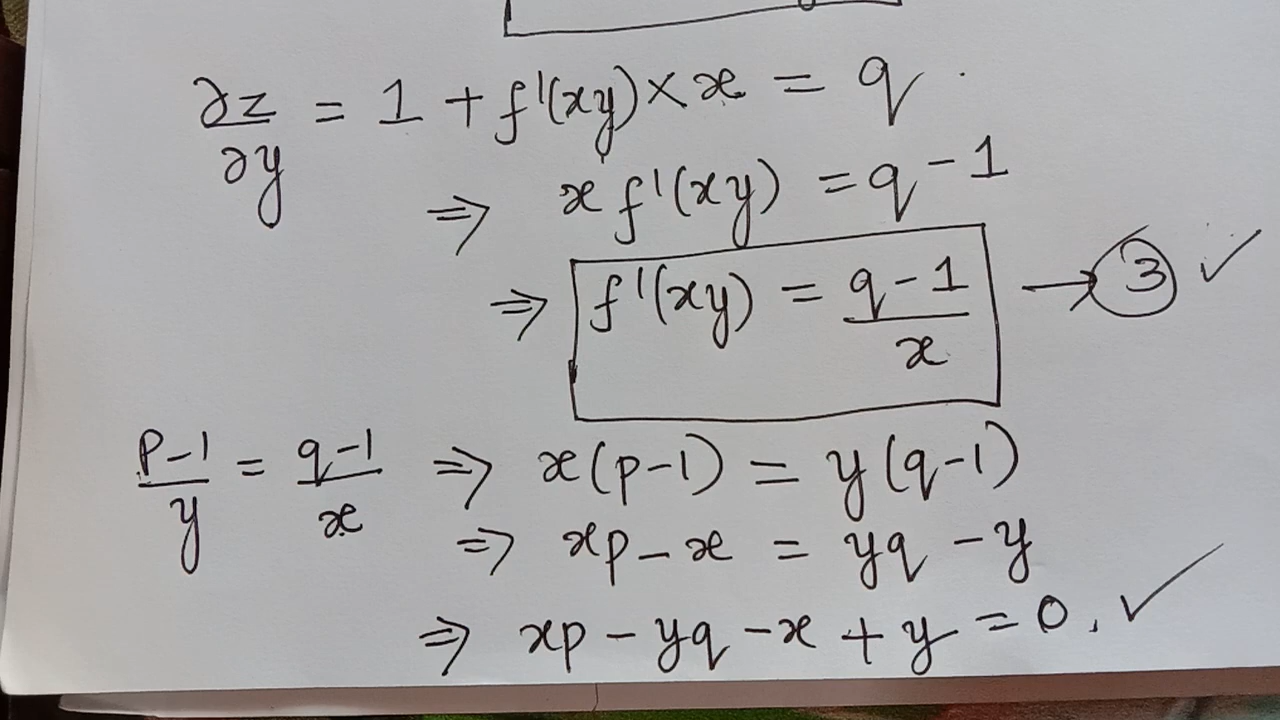 ∂z/∂y = 1 + f'(xy) × x = q.
⇒ x f'(xy) = q - 1
⇒ f'(xy) = (q - 1)/x → 3 ✓
(p - 1)/y = (q - 1)/x ⇒ x(p - 1) = y(q - 1)
⇒ xp - x = yq - y
⇒ xp - yq - x + y = 0. ✓